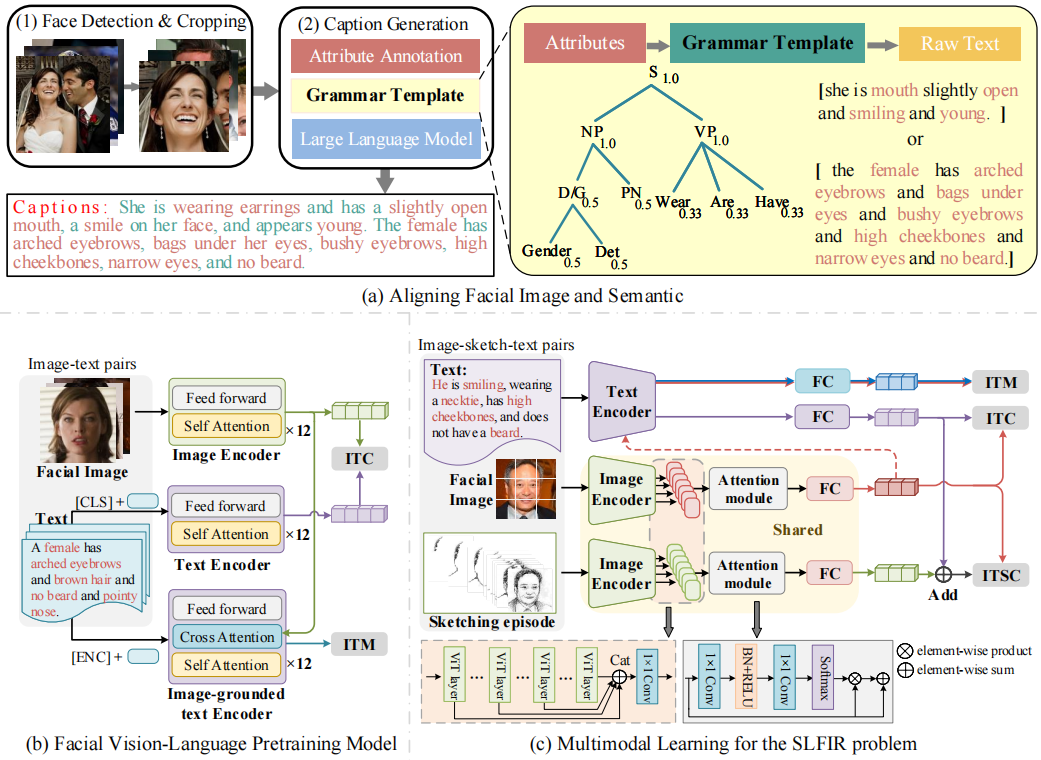 (1) Face Detection & Cropping
(2) Caption Generation
Attribute Annotation
Grammar Template
Large Language Model
Attributes
Grammar Template
Raw Text
S 1.0
NP 1.0
VP 1.0
D/G 0.5
PN 0.5
Wear 0.33
Are 0.33
Have 0.33
Gender 0.5
Det 0.5
[she is mouth slightly open
and smiling and young. ]
or
[ the female has arched
eyebrows and bags under
eyes and bushy eyebrows
and high cheekbones and
narrow eyes and no beard.]
Captions: She is wearing earrings and has a slightly open
mouth, a smile on her face, and appears young. The female has
arched eyebrows, bags under her eyes, bushy eyebrows, high
cheekbones, narrow eyes, and no beard.
(a) Aligning Facial Image and Semantic
Image-text pairs
Facial Image
[CLS] +
Text
A female has
arched eyebrows
and brown hair and
no beard and pointy
nose.
[ENC] +
Feed forward
Self Attention
×12
Image Encoder
Feed forward
Self Attention
×12
Text Encoder
Feed forward
Cross Attention
Self Attention
×12
Image-grounded
text Encoder
ITC
ITM
(b) Facial Vision-Language Pretraining Model
Image-sketch-text pairs
Text:
He is smiling, wearing
a necktie, has high
cheekbones, and does
not have a beard.
Facial
Image
Sketching episode
Text
Encoder
Image
Encoder
Image
Encoder
Attention
module
Attention
module
FC
FC
FC
FC
Shared
ITM
ITC
ITSC
Add
ViT layer
...
ViT layer
...
ViT layer
...
ViT layer
Cat
1×1 Conv
1×1 Conv
BN+RELU
1×1 Conv
Softmax
element-wise product
element-wise sum
(c) Multimodal Learning for the SLFIR problem